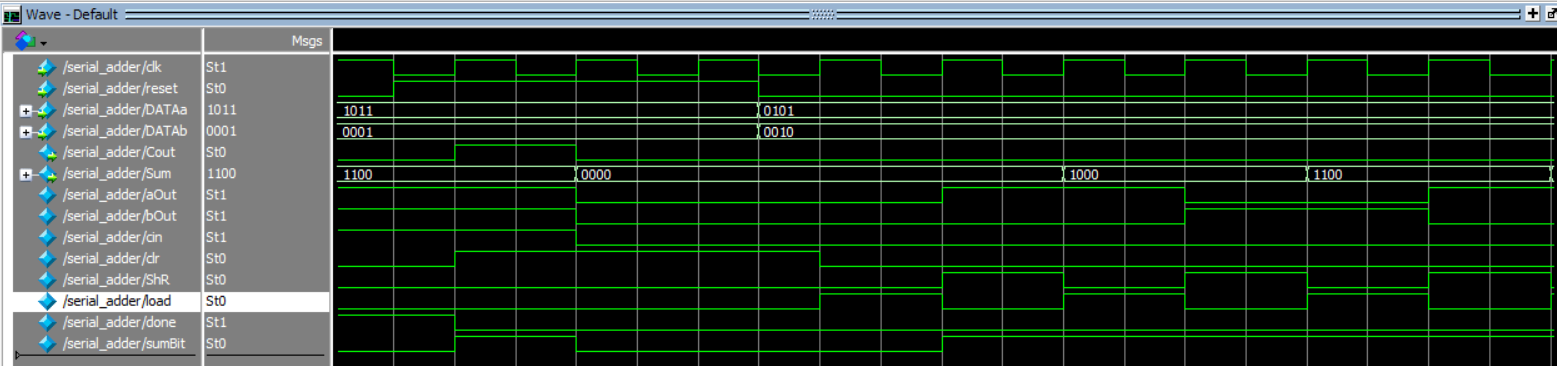 Wave - Default
Msgs
/serial_adder/clk St1
/serial_adder/reset St0
/serial_adder/DATAa 1011 1011 0101
/serial_adder/DATAb 0001 0001 0010
/serial_adder/Cout St0
/serial_adder/Sum 1100 1100 0000 1000 1100
/serial_adder/aOut St1
/serial_adder/bOut St1
/serial_adder/cin St1
/serial_adder/clr St0
/serial_adder/ShR St0
/serial_adder/load St0
/serial_adder/done St1
/serial_adder/sumBit St0